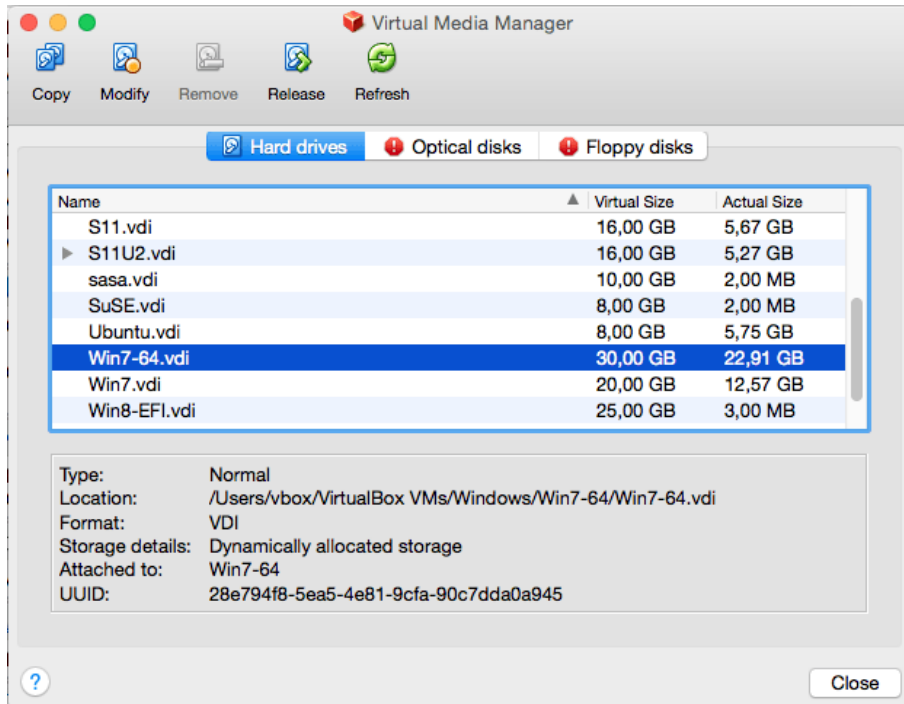 Virtual Media Manager
Copy Modify Remove Release Refresh
Hard drives Optical disks Floppy disks
Name Virtual Size Actual Size
S11.vdi 16,00 GB 5,67 GB
S11U2.vdi 16,00 GB 5,27 GB
sasa.vdi 10,00 GB 2,00 MB
SuSE.vdi 8,00 GB 2,00 MB
Ubuntu.vdi 8,00 GB 5,75 GB
Win7-64.vdi 30,00 GB 22,91 GB
Win7.vdi 20,00 GB 12,57 GB
Win8-EFI.vdi 25,00 GB 3,00 MB
Type: Normal
Location: /Users/vbox/VirtualBox VMs/Windows/Win7-64/Win7-64.vdi
Format: VDI
Storage details: Dynamically allocated storage
Attached to: Win7-64
UUID: 28e794f8-5ea5-4e81-9cfa-90c7dda0a945
? Close